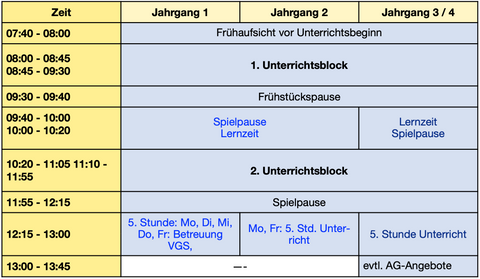 Zeit Jahrgang 1 Jahrgang 2 Jahrgang 3 / 4
07:40 - 08:00 Frühaufsicht vor Unterrichtsbeginn
08:00 - 08:45
08:45 - 09:30
1. Unterrichtsblock
09:30 - 09:40 Frühstückspause
09:40 - 10:00
10:00 - 10:20
Spielpause
Lernzeit
Lernzeit
Spielpause
10:20 - 11:05 11:10 -
11:55
2. Unterrichtsblock
11:55 - 12:15 Spielpause
12:15 - 13:00
5. Stunde: Mo, Di, Mi,
Do, Fr: Betreuung
VGS,
Mo, Fr: 5. Std. Unter-
richt
5. Stunde Unterricht
13:00 - 13:45 —- evtl. AG-Angebote